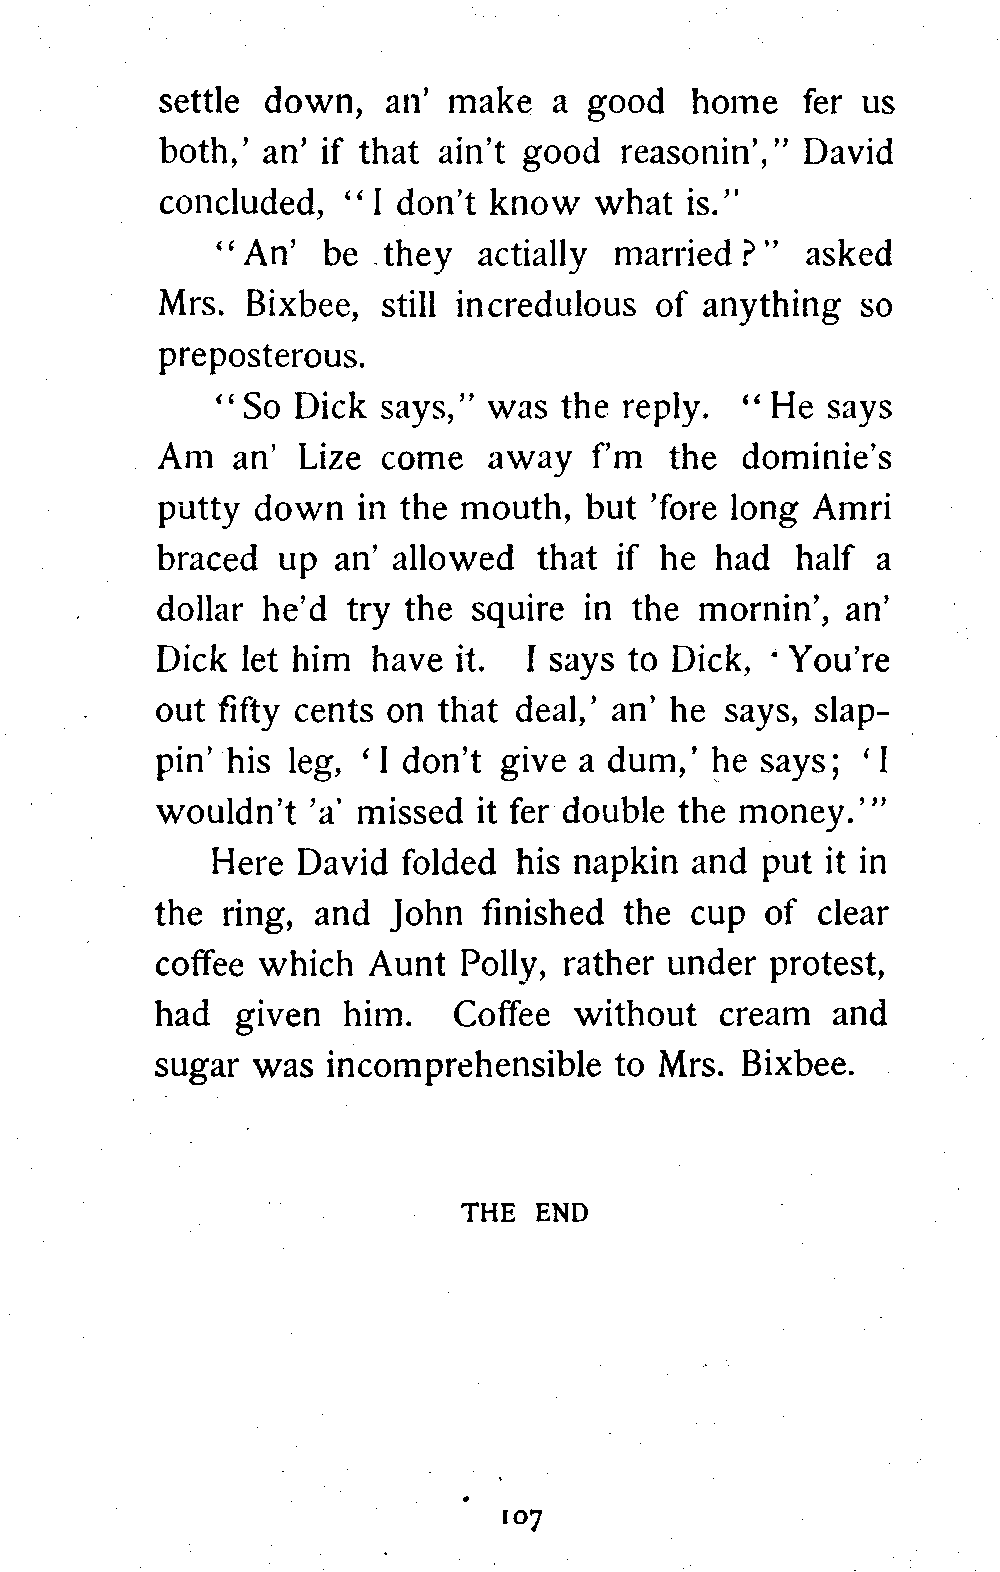 settle down, an' make a good home fer us
both,' an' if that ain't good reasonin'," David
concluded, "I don't know what is."
"An' be they actially married?" asked
Mrs. Bixbee, still incredulous of anything so
preposterous.
"So Dick says," was the reply. "He says
Am an' Lize come away f'm the dominie's
putty down in the mouth, but 'fore long Amri
braced up an' allowed that if he had half a
dollar he'd try the squire in the mornin', an'
Dick let him have it. I says to Dick, 'You're
out fifty cents on that deal,' an' he says, slap-
pin' his leg, 'I don't give a dum,' he says; 'I
wouldn't 'a' missed it fer double the money.'"
Here David folded his napkin and put it in
the ring, and John finished the cup of clear
coffee which Aunt Polly, rather under protest,
had given him. Coffee without cream and
sugar was incomprehensible to Mrs. Bixbee.
THE END
107